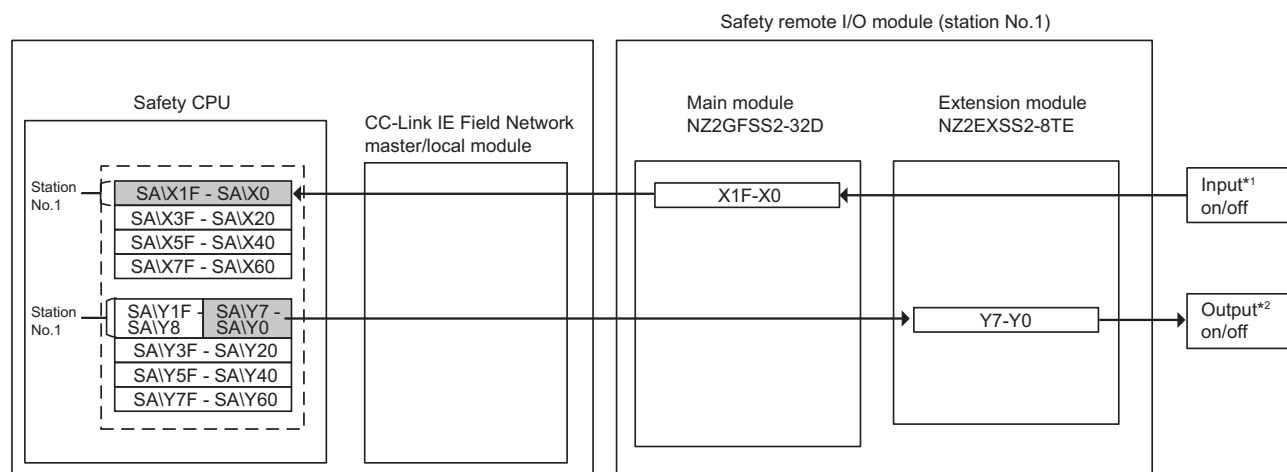 Safety remote I/O module (station No.1)
Safety CPU
CC-Link IE Field Network
master/local module
Main module
NZ2GFSS2-32D
Extension module
NZ2EXSS2-8TE
Station
No.1
SA\X1F - SA\X0
SA\X3F - SA\X20
SA\X5F - SA\X40
SA\X7F - SA\X60
X1F-X0
Input*1
on/off
Station
No.1
SA\Y1F -
SA\Y8
SA\Y7 -
SA\Y0
SA\Y3F - SA\Y20
SA\Y5F - SA\Y40
SA\Y7F - SA\Y60
Y7-Y0
Output*2
on/off